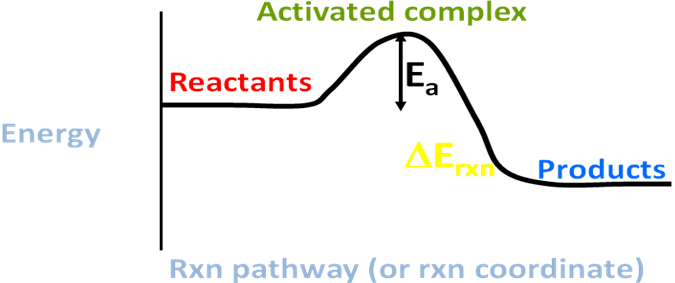 Activated complex
Reactants
Ea
Energy
ΔErxn
Products
Rxn pathway (or rxn coordinate)